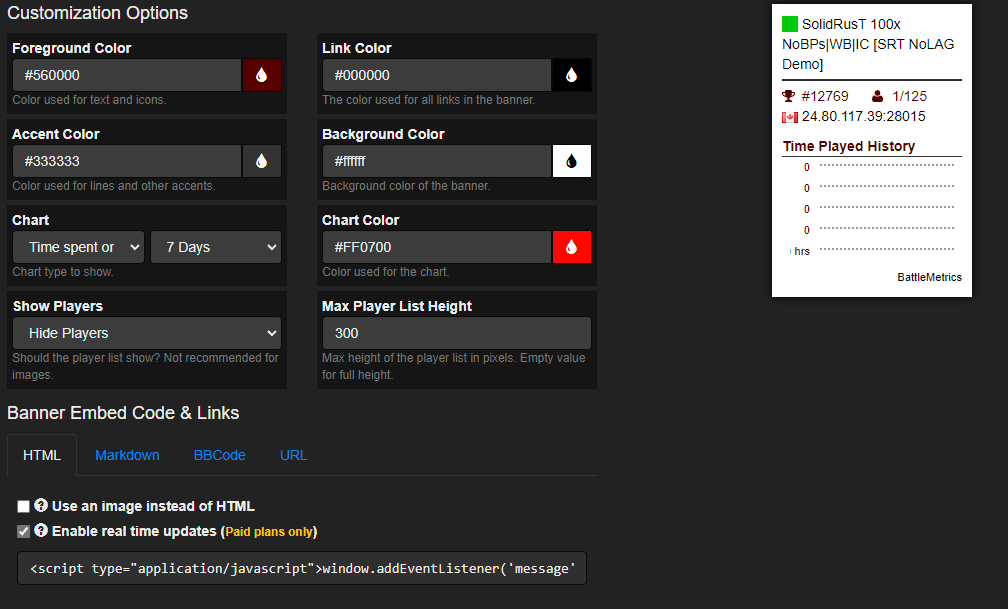 Customization Options
Foreground Color
#560000
Color used for text and icons.
Link Color
#000000
The color used for all links in the banner.
Accent Color
#333333
Color used for lines and other accents.
Background Color
#ffffff
Background color of the banner.
Chart
Time spent or
7 Days
Chart type to show.
Chart Color
#FF0700
Color used for the chart.
Show Players
Hide Players
Should the player list show? Not recommended for
images.
Max Player List Height
300
Max height of the player list in pixels. Empty value
for full height.
Banner Embed Code & Links
HTML Markdown BBCode URL
Use an image instead of HTML
Enable real time updates (Paid plans only)
<script type="application/javascript">window.addEventListener('message'
SolidRusT 100x
NoBPs|WB|IC [SRT NoLAG
Demo]
#12769 1/125
24.80.117.39:28015
Time Played History
0
0
0
0
hrs
BattleMetrics